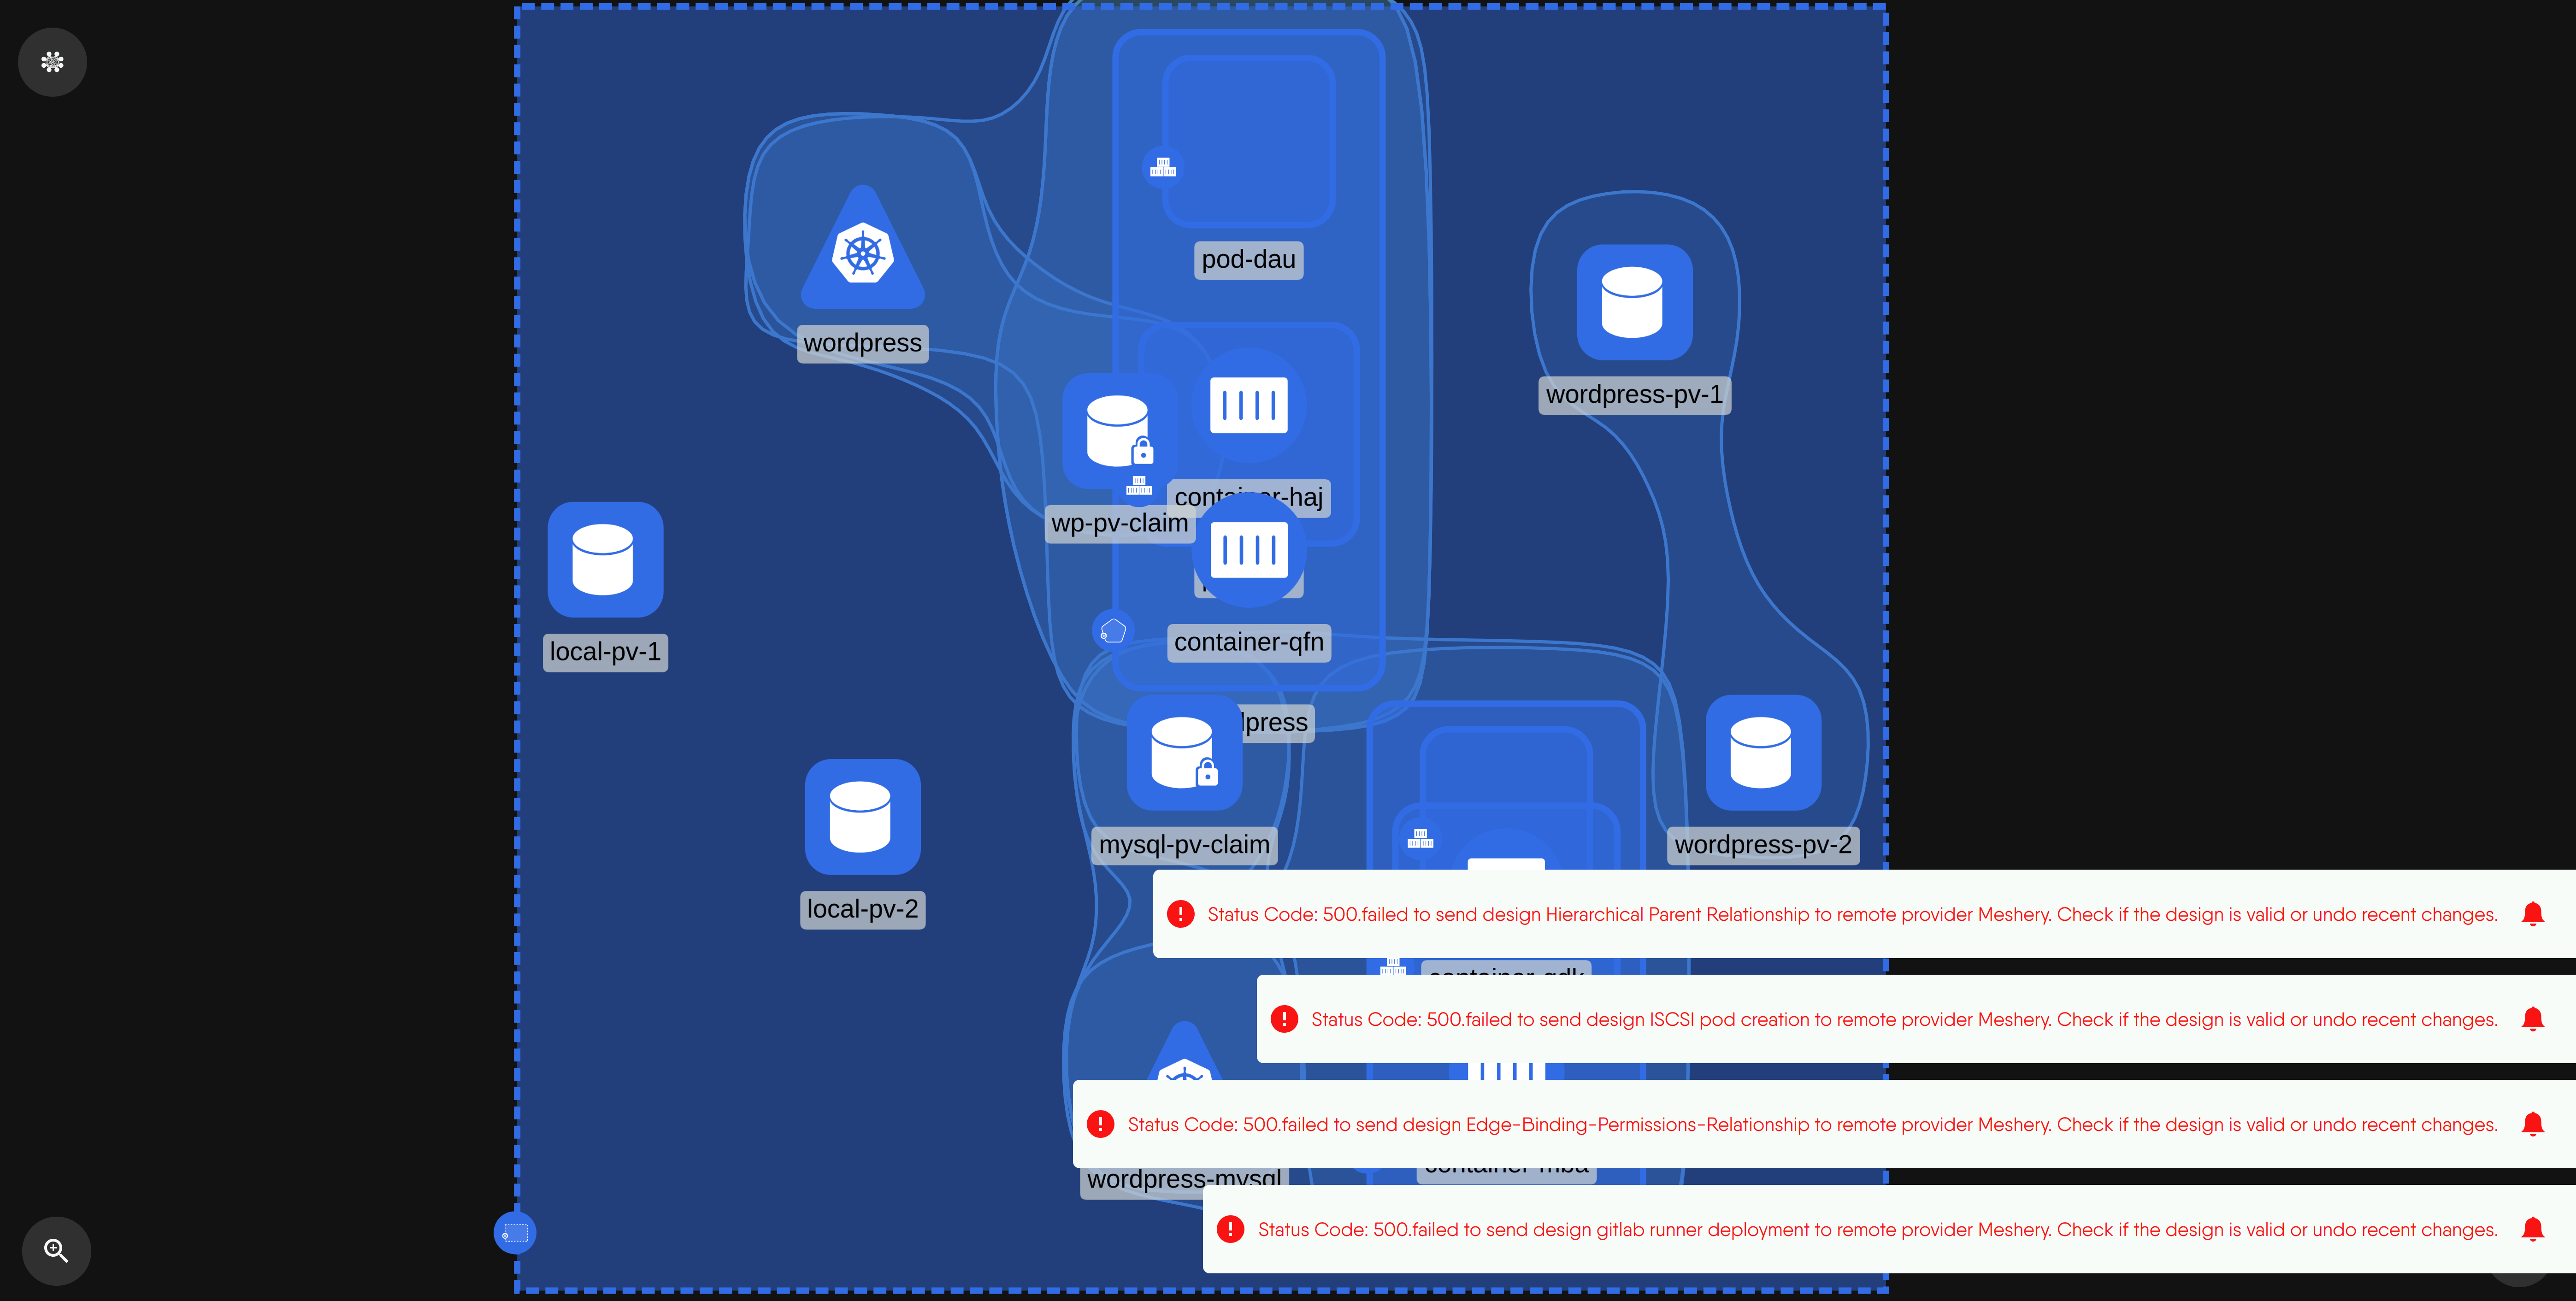 pod-dau
wordpress
wordpress-pv-1
container-haj
wp-pv-claim
container-qfn
local-pv-1
lpress
mysql-pv-claim
wordpress-pv-2
local-pv-2
Status Code: 500.failed to send design Hierarchical Parent Relationship to remote provider Meshery. Check if the design is valid or undo recent changes.
container-qdk
Status Code: 500.failed to send design ISCSI pod creation to remote provider Meshery. Check if the design is valid or undo recent changes.
Status Code: 500.failed to send design Edge-Binding-Permissions-Relationship to remote provider Meshery. Check if the design is valid or undo recent changes.
container-mba
wordpress-mysql
Status Code: 500.failed to send design gitlab runner deployment to remote provider Meshery. Check if the design is valid or undo recent changes.